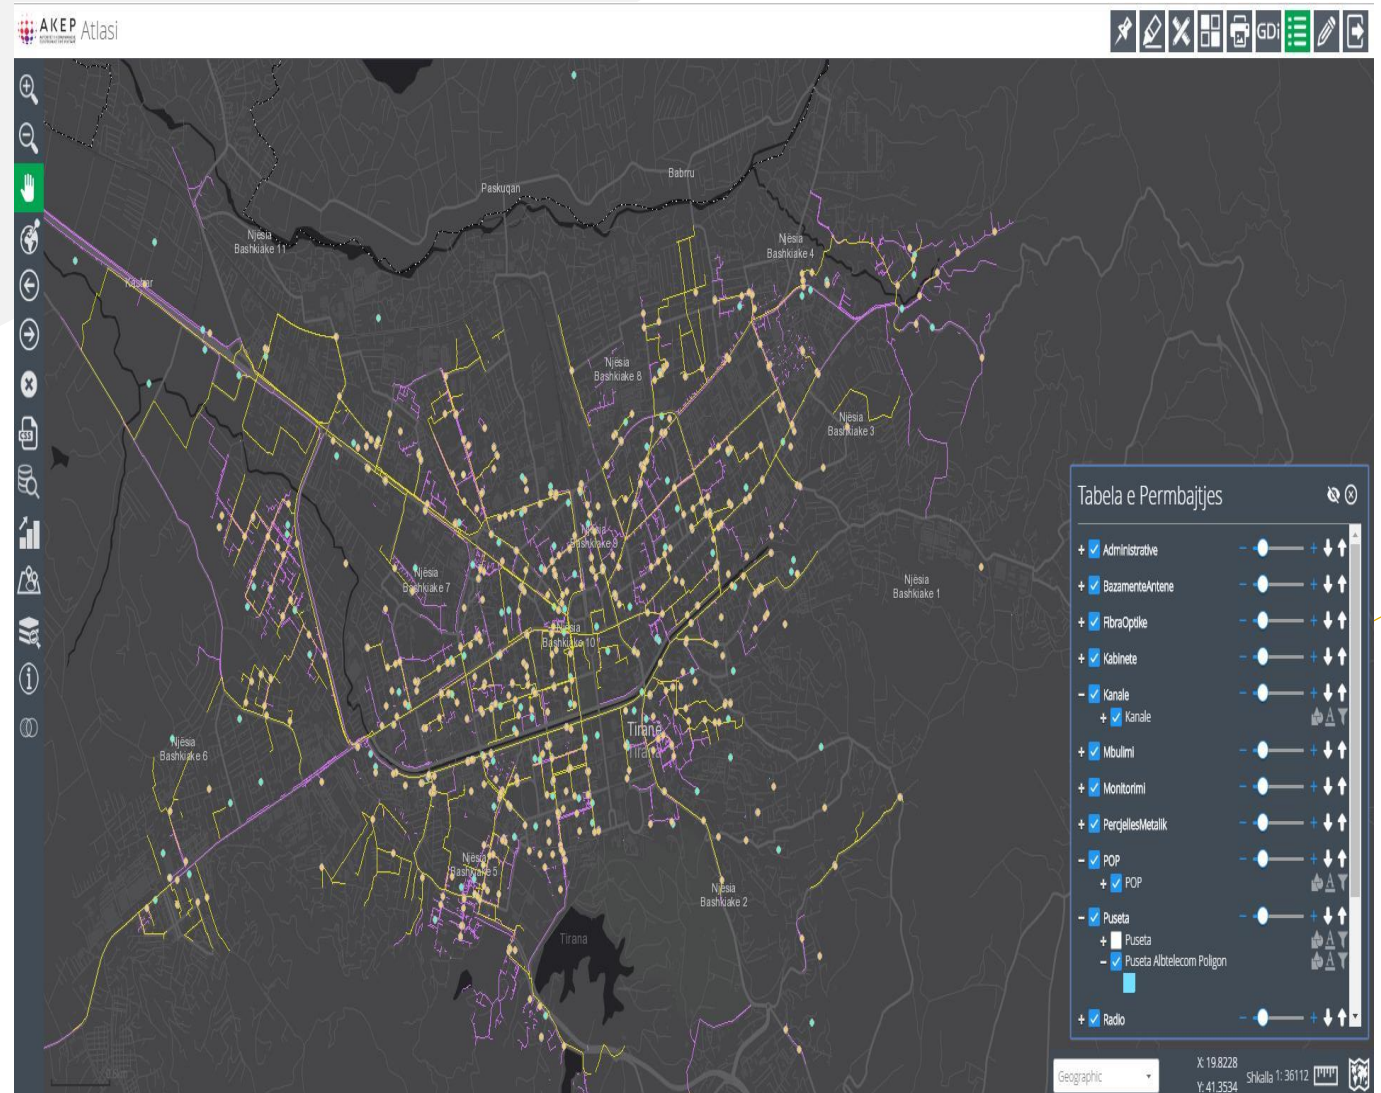 AKEP Atlasi
GDi
CSS
Babrru
Paskuqan
Njësia
Bashkiake 11
Njësia
Bashkiake 4
Kashar
Njësia
Bashkiake 8
Njësia
Bashkiake 3
Njësia
Bashkiake 9
Njësia
Bashkiake 7
Njësia
Bashkiake 1
Njësia
Bashkiake 10
Tiranë
Tirana
Njësia
Bashkiake 6
Njësia
Bashkiake 5
Njësia
Bashkiake 2
Tirana
Tabela e Permbajtjes
Administrative
BazamenteAntene
FibraOptike
Kabinete
Kanale
Kanale
Mbulimi
Monitorimi
PercjellesMetalik
POP
POP
Puseta
Puseta
Puseta Albtelecom Poligon
Radio
Geographic
X: 19.8228
Y: 41.3534
Shkalla 1: 36112